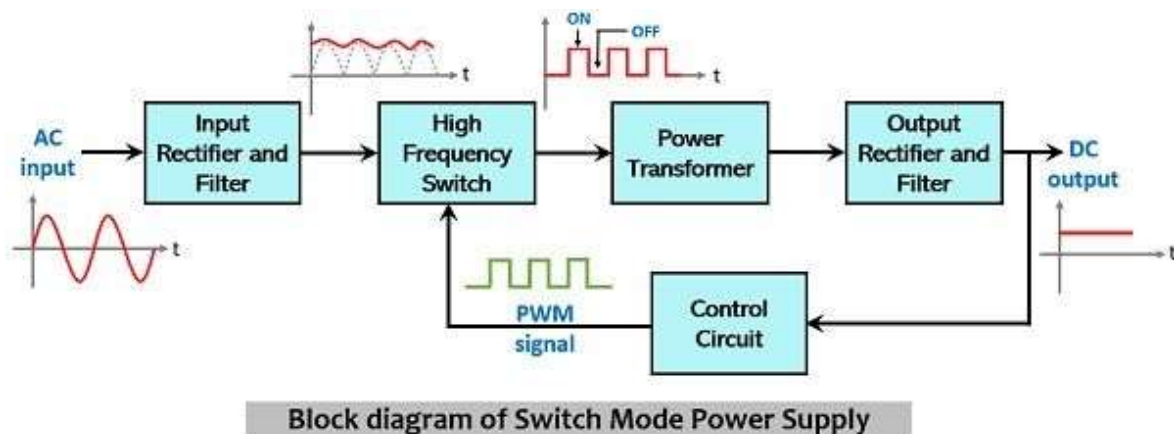 ON
OFF
t
t
AC
input
Input
Rectifier and
Filter
High
Frequency
Switch
Power
Transformer
Output
Rectifier and
Filter
DC
output
t
t
PWM
signal
Control
Circuit
Block diagram of Switch Mode Power Supply